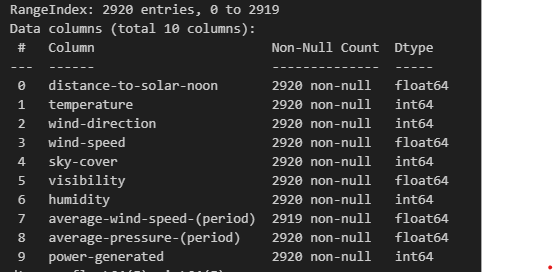 RangeIndex: 2920 entries, 0 to 2919
Data columns (total 10 columns):
 #   Column                       Non-Null Count  Dtype
---  ------                       --------------  -----
 0   distance-to-solar-noon       2920 non-null   float64
 1   temperature                  2920 non-null   int64
 2   wind-direction               2920 non-null   int64
 3   wind-speed                   2920 non-null   float64
 4   sky-cover                    2920 non-null   int64
 5   visibility                   2920 non-null   float64
 6   humidity                     2920 non-null   int64
 7   average-wind-speed-(period)  2919 non-null   float64
 8   average-pressure-(period)    2920 non-null   float64
 9   power-generated              2920 non-null   int64